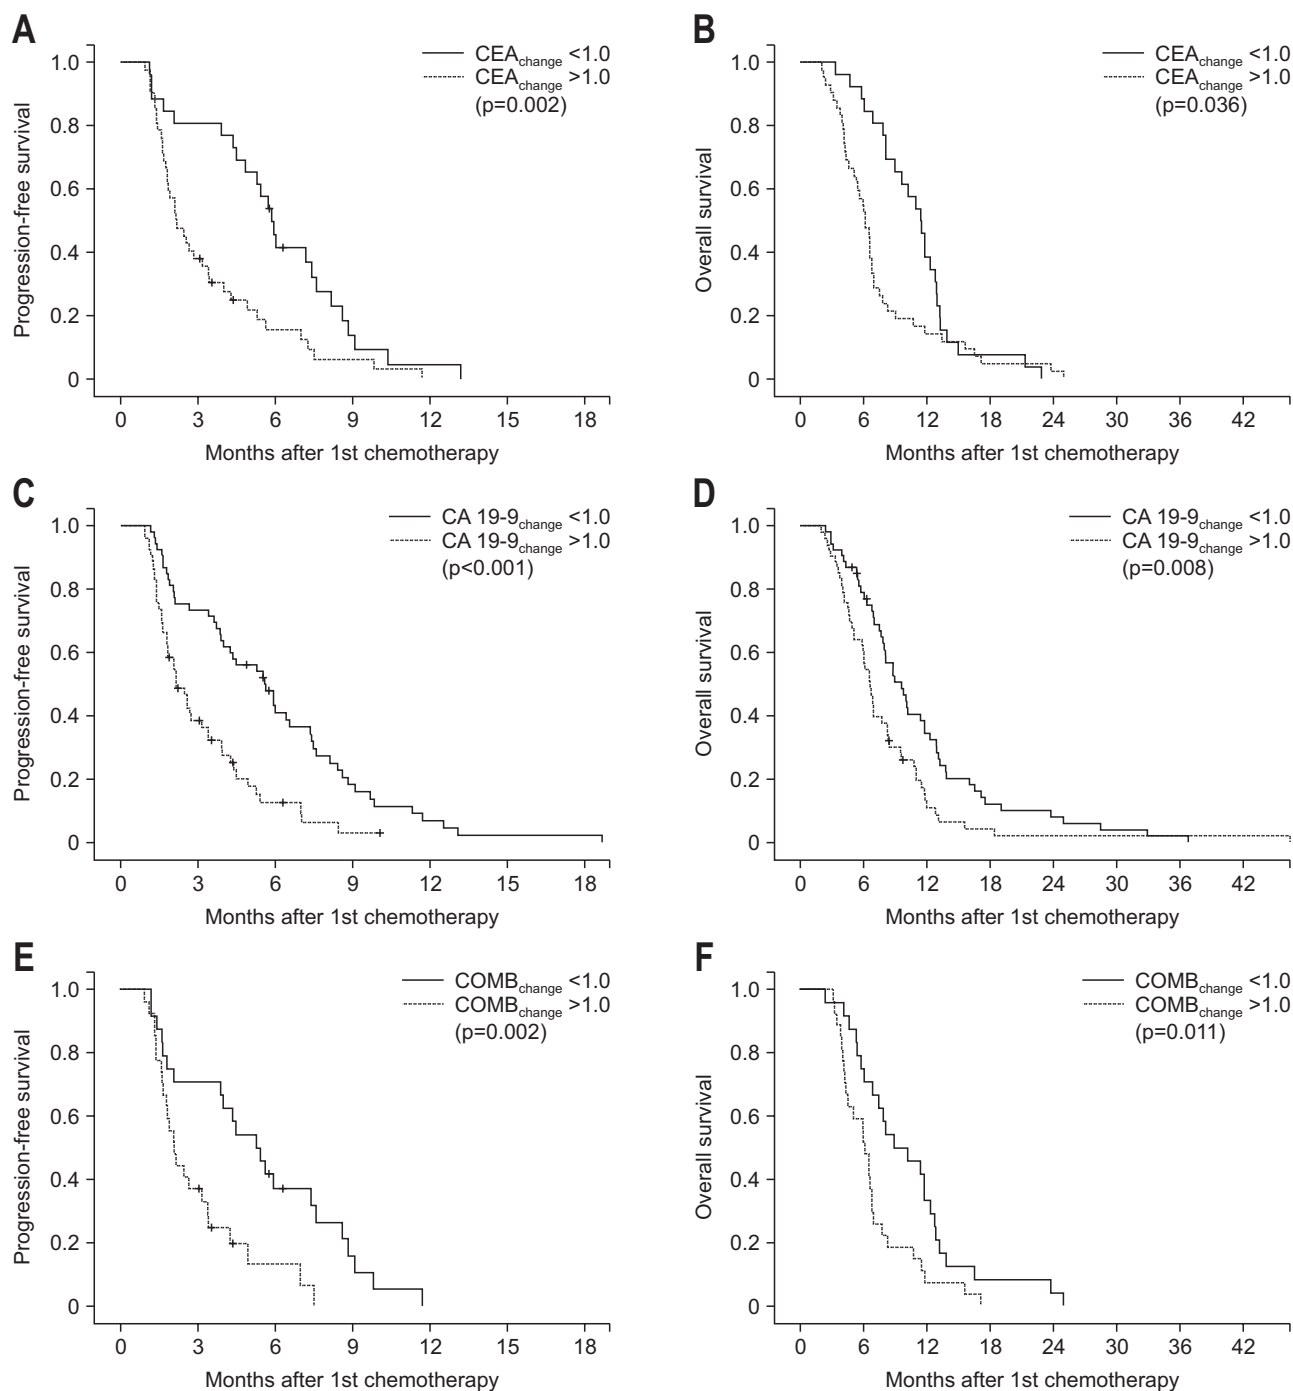 A
CEAchange <1.0
CEAchange >1.0
(p=0.002)
Progression-free survival
1.0
0.8
0.6
0.4
0.2
0
0 3 6 9 12 15 18
Months after 1st chemotherapy
B
CEAchange <1.0
CEAchange >1.0
(p=0.036)
Overall survival
1.0
0.8
0.6
0.4
0.2
0
0 6 12 18 24 30 36 42
Months after 1st chemotherapy
C
CA 19-9change <1.0
CA 19-9change >1.0
(p<0.001)
Progression-free survival
1.0
0.8
0.6
0.4
0.2
0
0 3 6 9 12 15 18
Months after 1st chemotherapy
D
CA 19-9change <1.0
CA 19-9change >1.0
(p=0.008)
Overall survival
1.0
0.8
0.6
0.4
0.2
0
0 6 12 18 24 30 36 42
Months after 1st chemotherapy
E
COMBchange <1.0
COMBchange >1.0
(p=0.002)
Progression-free survival
1.0
0.8
0.6
0.4
0.2
0
0 3 6 9 12 15 18
Months after 1st chemotherapy
F
COMBchange <1.0
COMBchange >1.0
(p=0.011)
Overall survival
1.0
0.8
0.6
0.4
0.2
0
0 6 12 18 24 30 36 42
Months after 1st chemotherapy